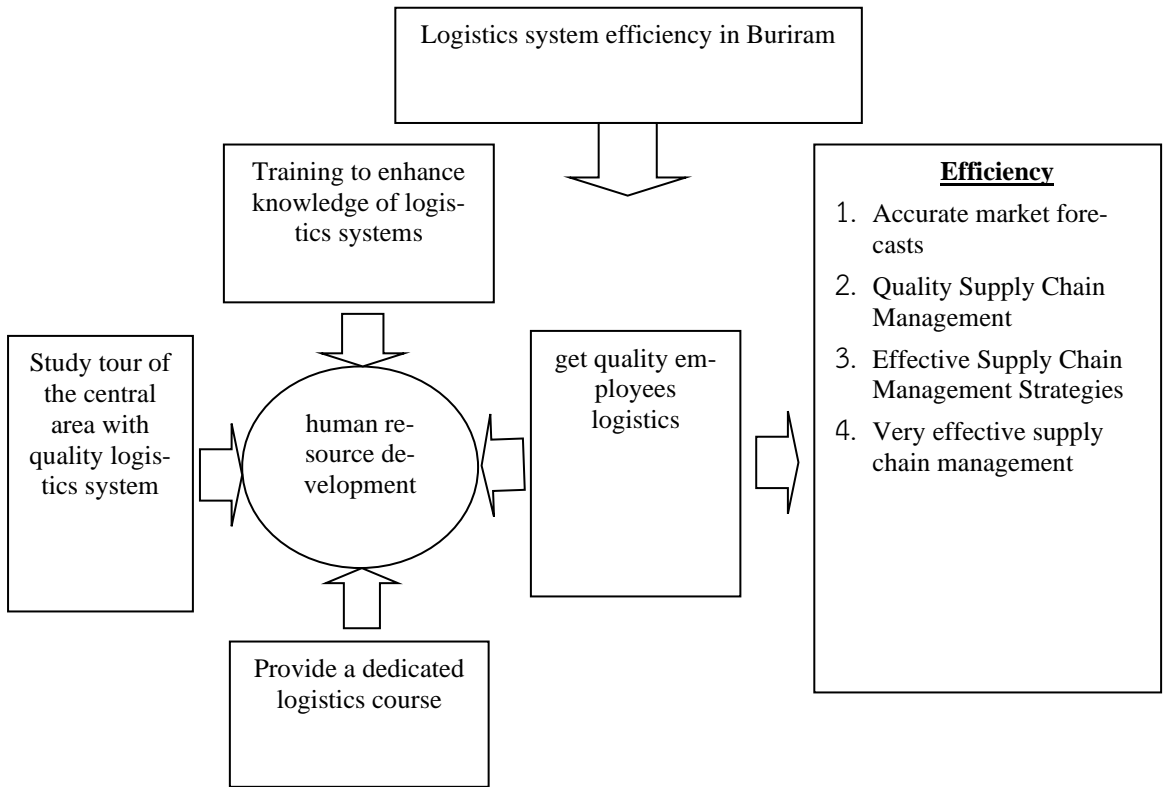 Logistics system efficiency in Buriram
Training to enhance
knowledge of logis-
tics systems
Study tour of
the central
area with
quality logis-
tics system
human re-
source de-
velopment
get quality em-
ployees
logistics
Provide a dedicated
logistics course
Efficiency
1. Accurate market fore-
casts
2. Quality Supply Chain
Management
3. Effective Supply Chain
Management Strategies
4. Very effective supply
chain management